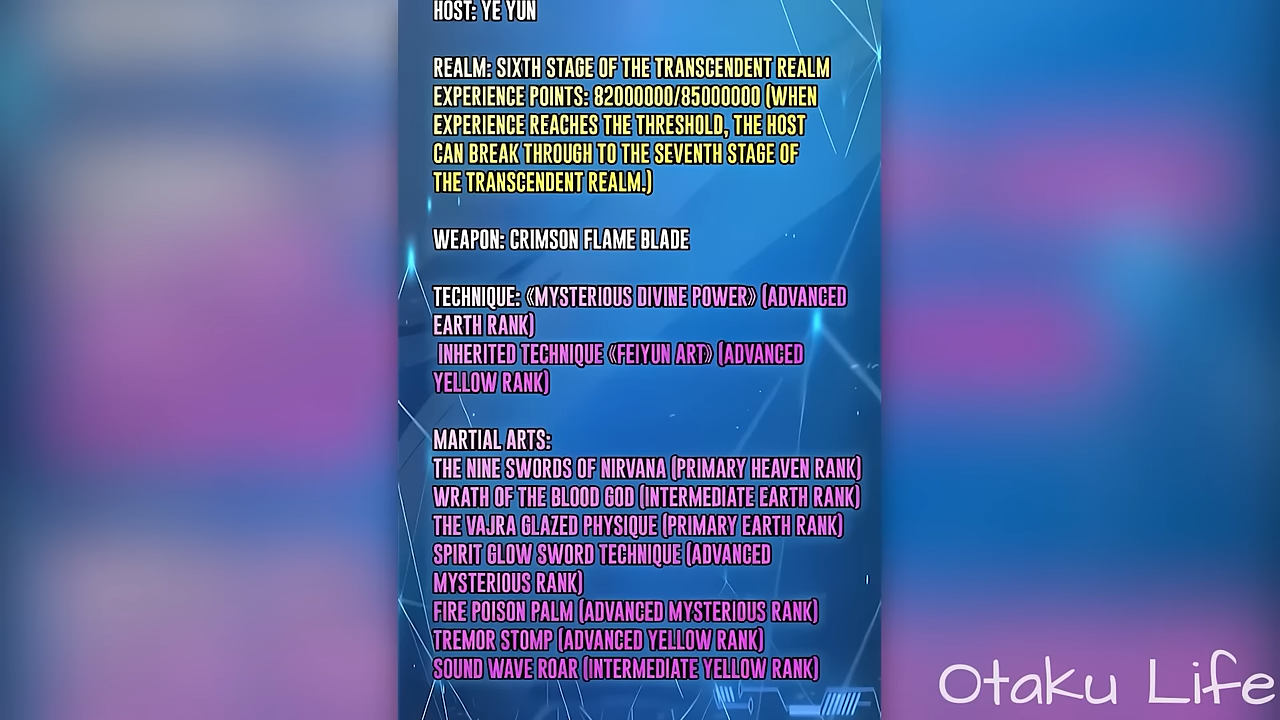 HOST: YE YUN
REALM: SIXTH STAGE OF THE TRANSCENDENT REALM
EXPERIENCE POINTS: 82000000/85000000 (WHEN
EXPERIENCE REACHES THE THRESHOLD, THE HOST
CAN BREAK THROUGH TO THE SEVENTH STAGE OF
THE TRANSCENDENT REALM.)
WEAPON: CRIMSON FLAME BLADE
TECHNIQUE: 《MYSTERIOUS DIVINE POWER》 (ADVANCED
EARTH RANK)
INHERITED TECHNIQUE 《FEIYUN ART》 (ADVANCED
YELLOW RANK)
MARTIAL ARTS:
THE NINE SWORDS OF NIRVANA (PRIMARY HEAVEN RANK)
WRATH OF THE BLOOD GOD (INTERMEDIATE EARTH RANK)
THE VAJRA GLAZED PHYSIQUE (PRIMARY EARTH RANK)
SPIRIT GLOW SWORD TECHNIQUE (ADVANCED
MYSTERIOUS RANK)
FIRE POISON PALM (ADVANCED MYSTERIOUS RANK)
TREMOR STOMP (ADVANCED YELLOW RANK)
SOUND WAVE ROAR (INTERMEDIATE YELLOW RANK)
Otaku Life